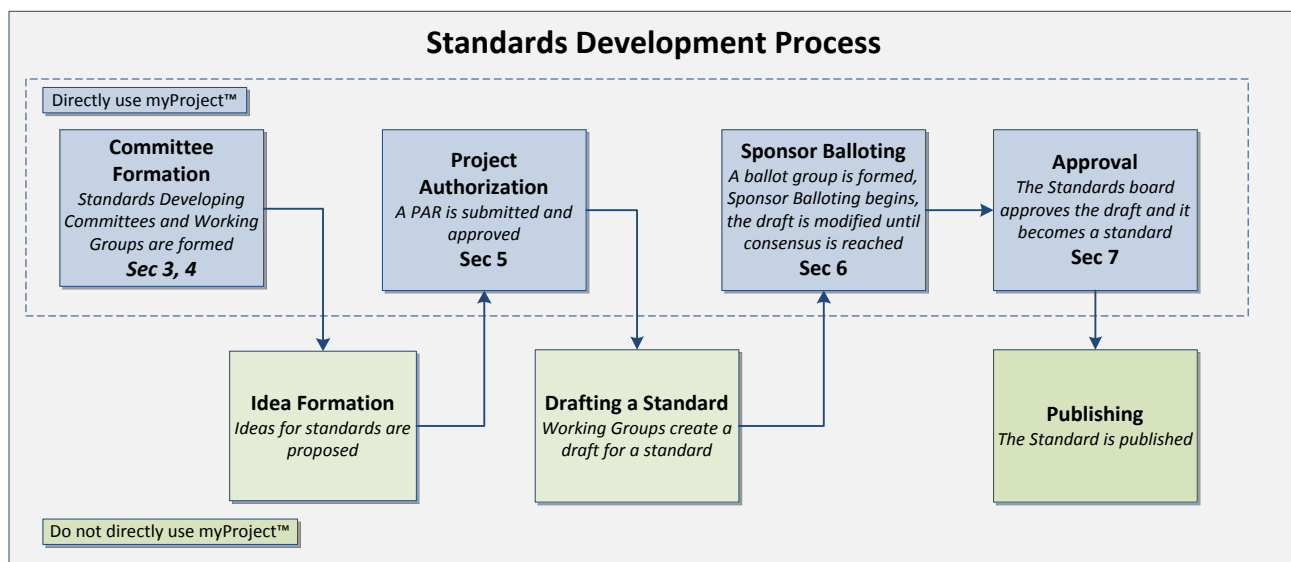 Standards Development Process
Directly use myProject™
Committee
Formation
Standards Developing
Committees and Working
Groups are formed
Sec 3, 4
Project
Authorization
A PAR is submitted and
approved
Sec 5
Sponsor Balloting
A ballot group is formed,
Sponsor Balloting begins,
the draft is modified until
consensus is reached
Sec 6
Approval
The Standards board
approves the draft and it
becomes a standard
Sec 7
Idea Formation
Ideas for standards are
proposed
Drafting a Standard
Working Groups create a
draft for a standard
Publishing
The Standard is published
Do not directly use myProject™